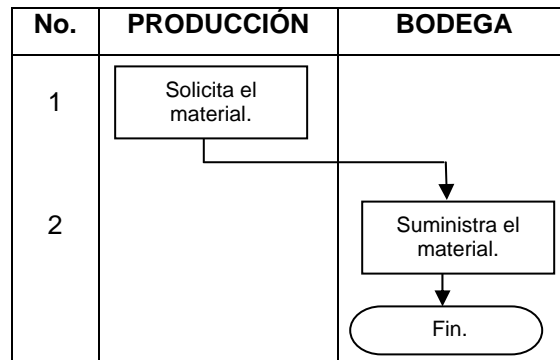 No. PRODUCCIÓN BODEGA
1
Solicita el
material.
2
Suministra el
material.
Fin.